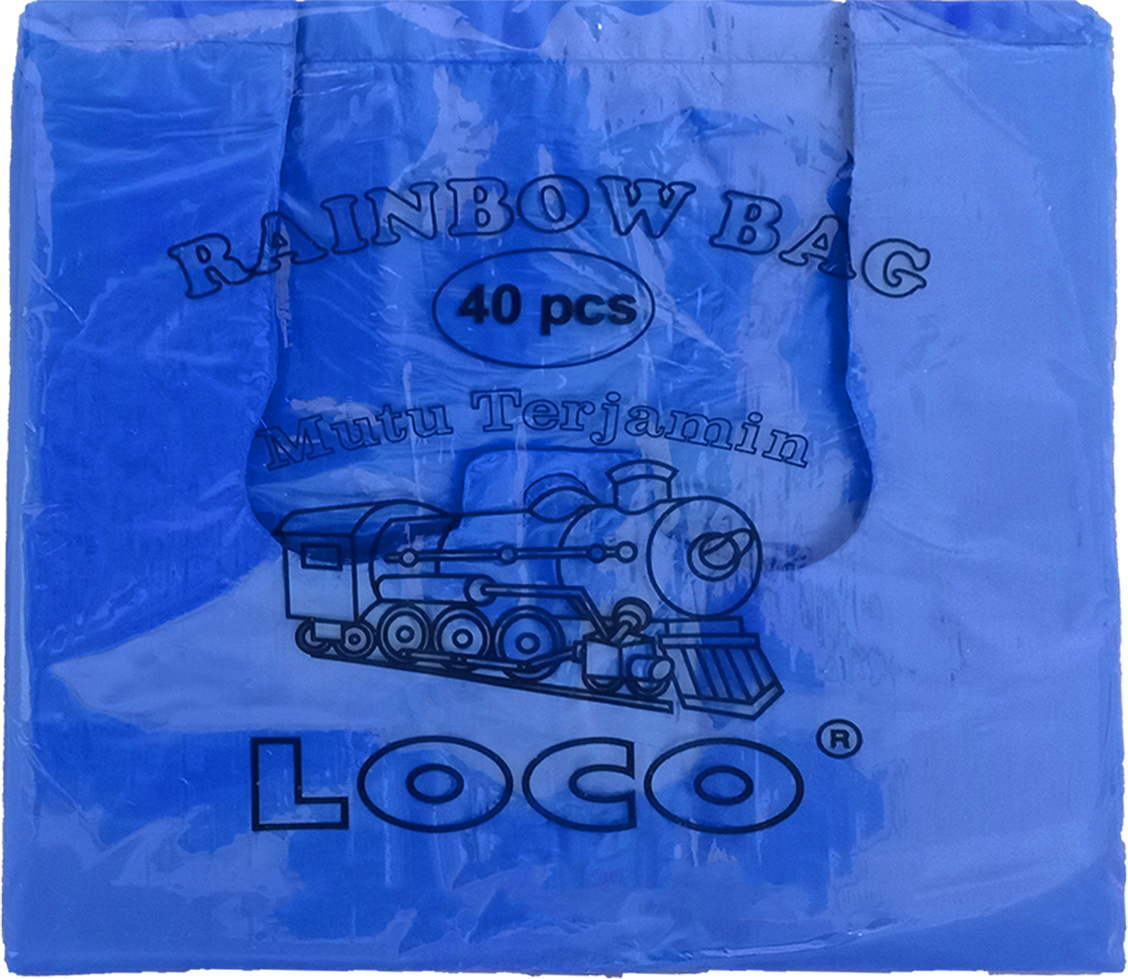 RAINBOW BAG
40 pcs
Mutu Terjamin
LOCO ®